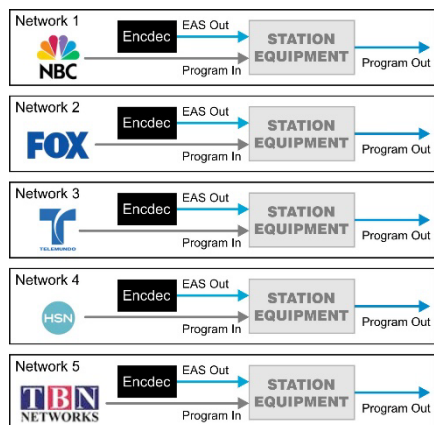 Network 1
NBC
Encdec
EAS Out
Program In
STATION
EQUIPMENT
Program Out
Network 2
FOX
Encdec
EAS Out
Program In
STATION
EQUIPMENT
Program Out
Network 3
TELEMUNDO
Encdec
EAS Out
Program In
STATION
EQUIPMENT
Program Out
Network 4
HSN
Encdec
EAS Out
Program In
STATION
EQUIPMENT
Program Out
Network 5
TBN
NETWORKS
Encdec
EAS Out
Program In
STATION
EQUIPMENT
Program Out